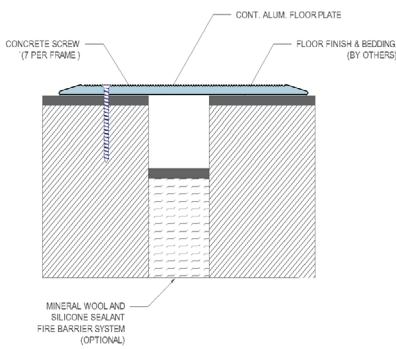 CONT. ALUM. FLOOR PLATE
CONCRETE SCREW
(7 PER FRAME )
FLOOR FINISH & BEDDING
(BY OTHERS)
MINERAL WOOL AND
SILICONE SEALANT
FIRE BARRIER SYSTEM
(OPTIONAL)